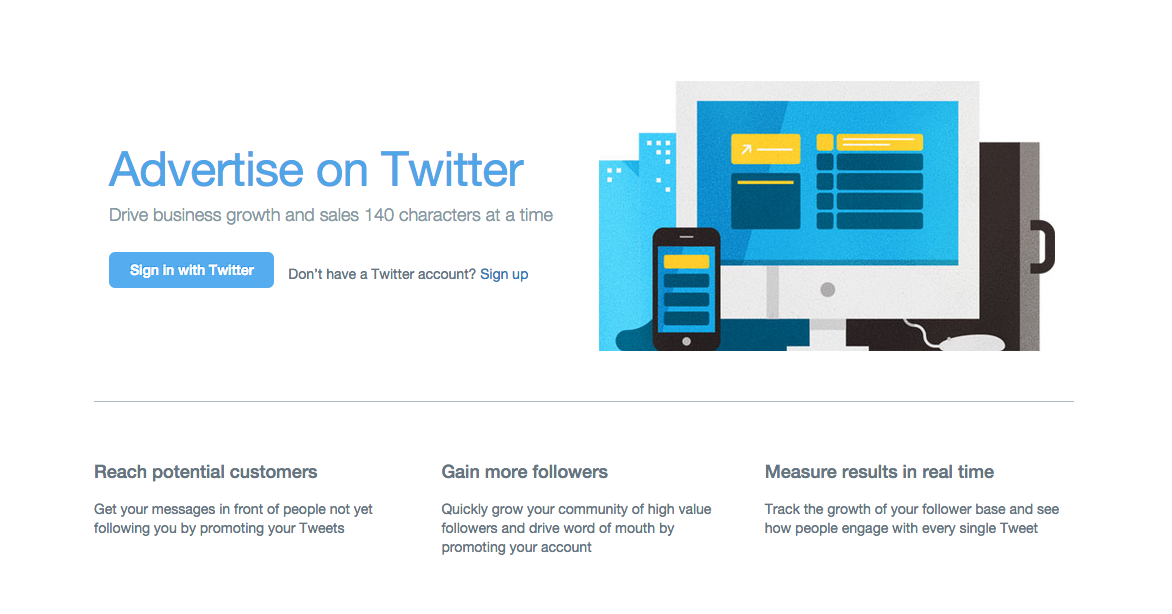 Advertise on Twitter
Drive business growth and sales 140 characters at a time
Sign in with Twitter
Don't have a Twitter account? Sign up
Reach potential customers
Get your messages in front of people not yet
following you by promoting your Tweets
Gain more followers
Quickly grow your community of high value
followers and drive word of mouth by
promoting your account
Measure results in real time
Track the growth of your follower base and see
how people engage with every single Tweet